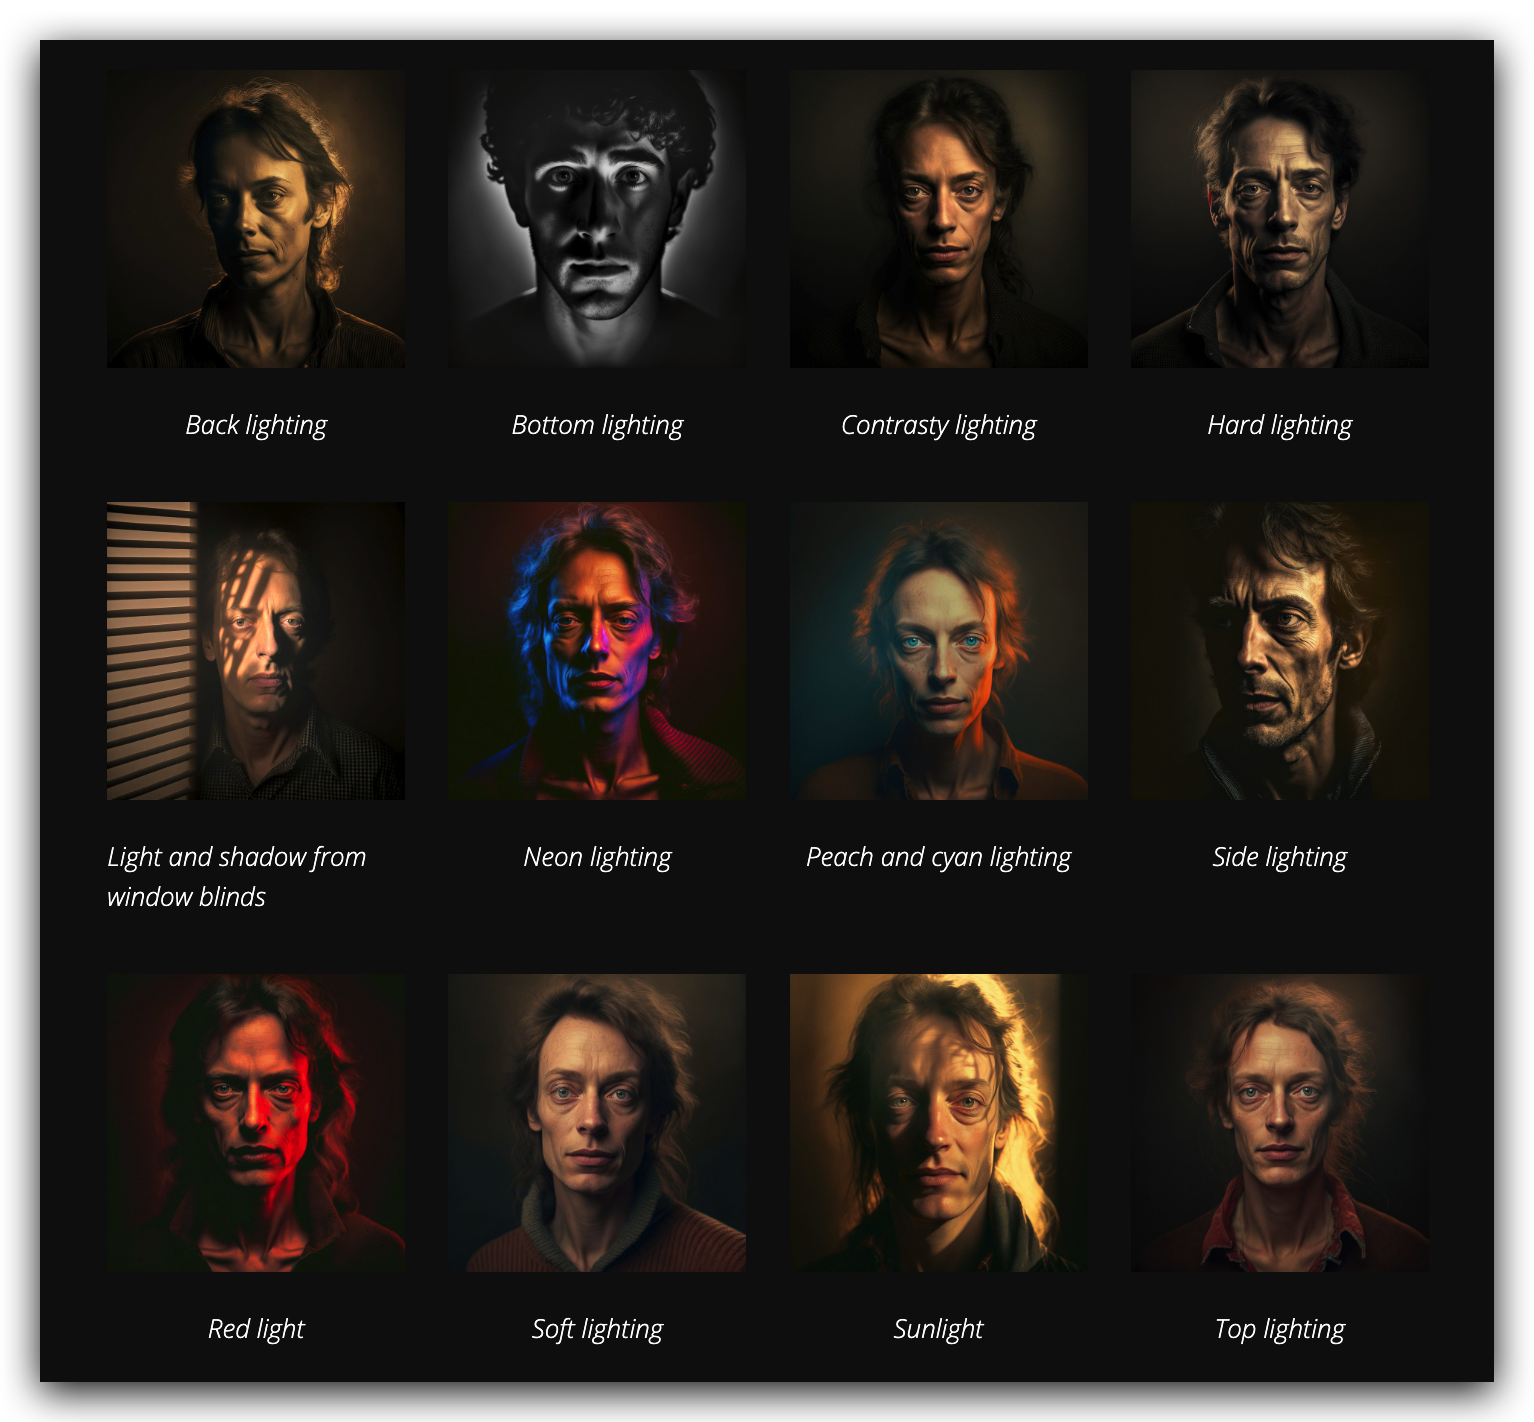 Back lighting
Bottom lighting
Contrasty lighting
Hard lighting
Light and shadow from
window blinds
Neon lighting
Peach and cyan lighting
Side lighting
Red light
Soft lighting
Sunlight
Top lighting